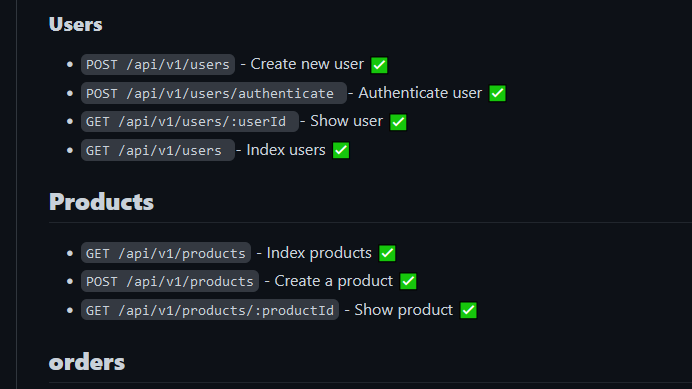 Users
• POST /api/v1/users - Create new user ✅
• POST /api/v1/users/authenticate - Authenticate user ✅
• GET /api/v1/users/:userId - Show user ✅
• GET /api/v1/users - Index users ✅
Products
• GET /api/v1/products - Index products ✅
• POST /api/v1/products - Create a product ✅
• GET /api/v1/products/:productId - Show product ✅
orders